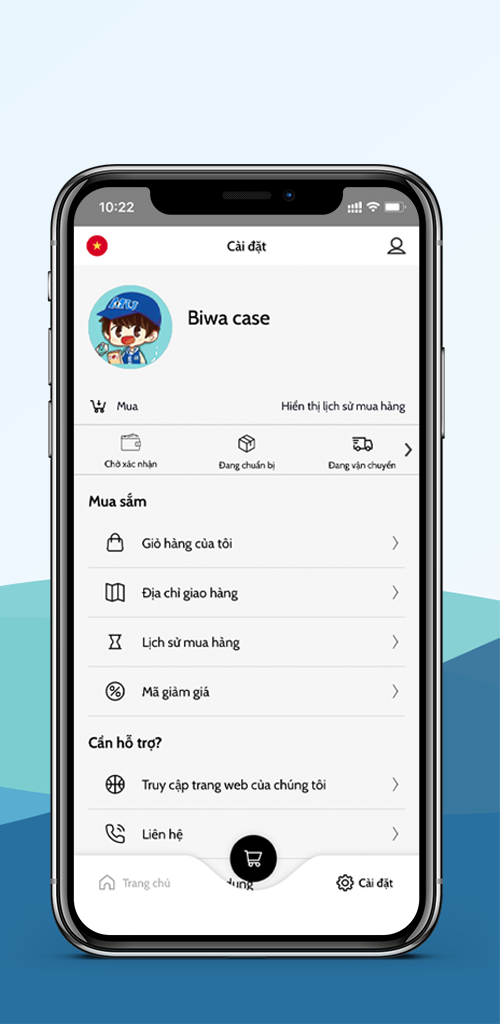 10:22
Cài đặt
Biwa case
Mua
Hiển thị lịch sử mua hàng
Chờ xác nhận
Đang chuẩn bị
Đang vận chuyển
Mua sắm
Giỏ hàng của tôi
Địa chỉ giao hàng
Lịch sử mua hàng
Mã giảm giá
Cần hỗ trợ?
Truy cập trang web của chúng tôi
Liên hệ
Trang chủ
Cài đặt